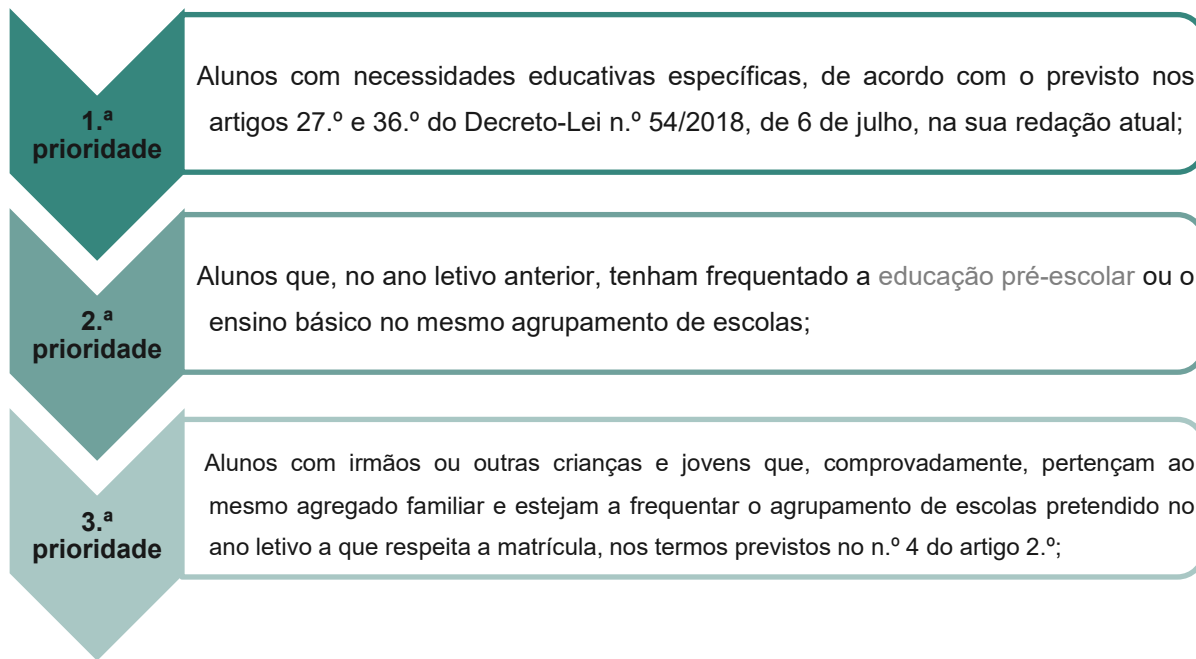 1.ª
prioridade
Alunos com necessidades educativas específicas, de acordo com o previsto nos
artigos 27.º e 36.º do Decreto-Lei n.º 54/2018, de 6 de julho, na sua redação atual;
2.ª
prioridade
Alunos que, no ano letivo anterior, tenham frequentado a educação pré-escolar ou o
ensino básico no mesmo agrupamento de escolas;
3.ª
prioridade
Alunos com irmãos ou outras crianças e jovens que, comprovadamente, pertençam ao
mesmo agregado familiar e estejam a frequentar o agrupamento de escolas pretendido no
ano letivo a que respeita a matrícula, nos termos previstos no n.º 4 do artigo 2.º;